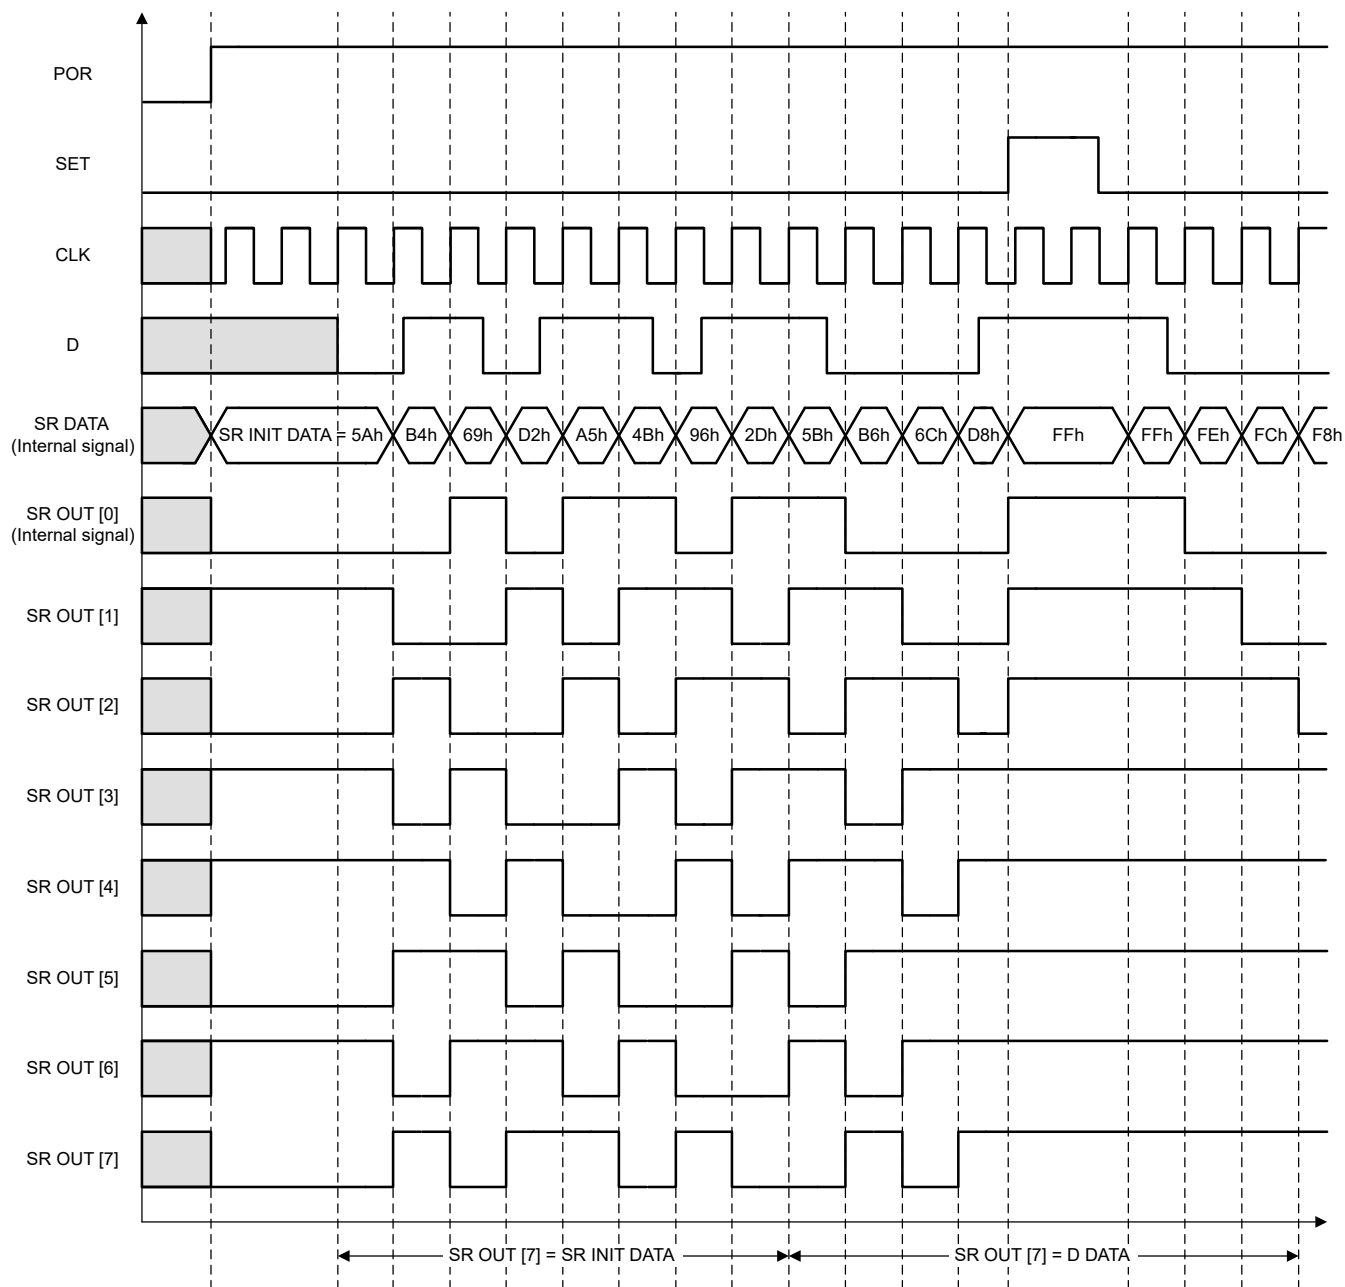 POR
SET
CLK
D
SR DATA
(Internal signal)
SR INIT DATA = 5Ah B4h 69h D2h A5h 4Bh 96h 2Dh 5Bh B6h 6Ch D8h FFh FFh FEh FCh F8h
SR OUT [0]
(Internal signal)
SR OUT [1]
SR OUT [2]
SR OUT [3]
SR OUT [4]
SR OUT [5]
SR OUT [6]
SR OUT [7]
SR OUT [7] = SR INIT DATA
SR OUT [7] = D DATA